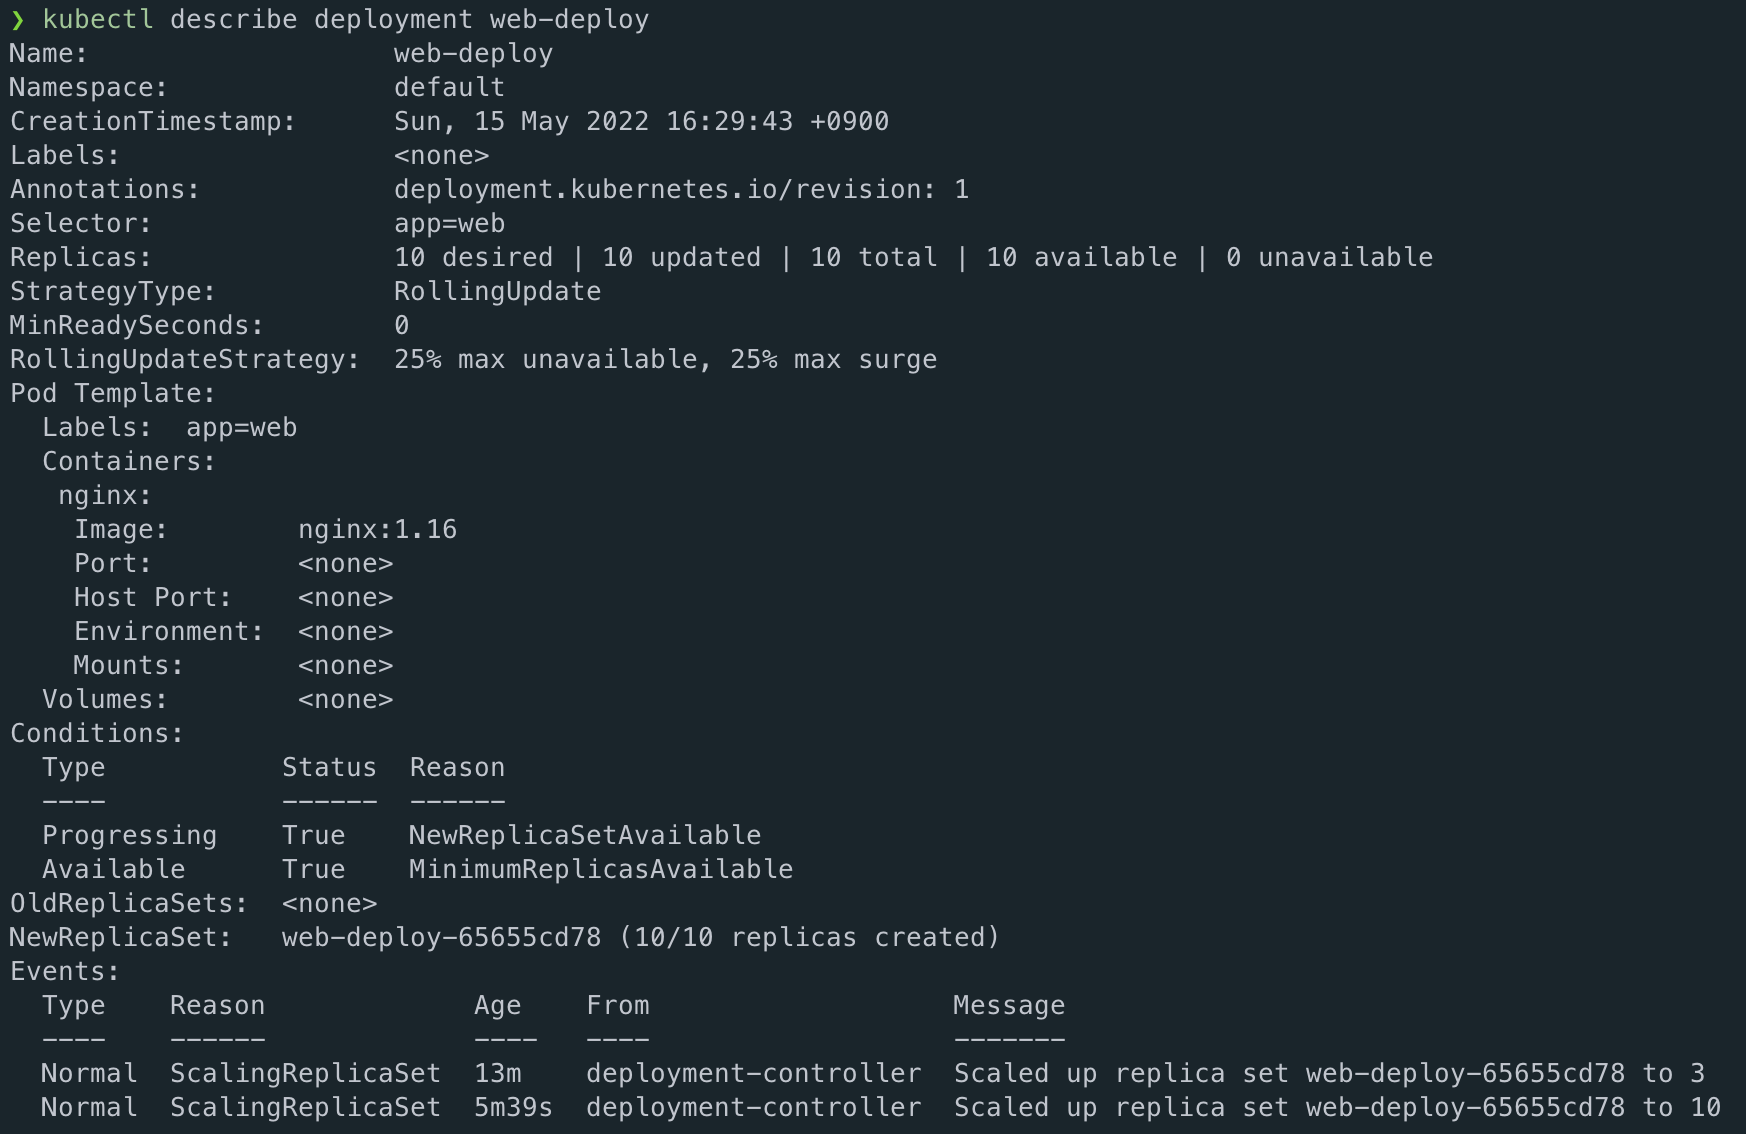 ❯ kubectl describe deployment web-deploy
Name:                   web-deploy
Namespace:              default
CreationTimestamp:      Sun, 15 May 2022 16:29:43 +0900
Labels:                 <none>
Annotations:            deployment.kubernetes.io/revision: 1
Selector:               app=web
Replicas:               10 desired | 10 updated | 10 total | 10 available | 0 unavailable
StrategyType:           RollingUpdate
MinReadySeconds:        0
RollingUpdateStrategy:  25% max unavailable, 25% max surge
Pod Template:
  Labels:  app=web
  Containers:
   nginx:
    Image:        nginx:1.16
    Port:         <none>
    Host Port:    <none>
    Environment:  <none>
    Mounts:       <none>
  Volumes:        <none>
Conditions:
  Type           Status  Reason
  ----           ------  ------
  Progressing    True    NewReplicaSetAvailable
  Available      True    MinimumReplicasAvailable
OldReplicaSets:  <none>
NewReplicaSet:   web-deploy-65655cd78 (10/10 replicas created)
Events:
  Type    Reason             Age    From                   Message
  ----    ------             ----   ----                   -------
  Normal  ScalingReplicaSet  13m    deployment-controller  Scaled up replica set web-deploy-65655cd78 to 3
  Normal  ScalingReplicaSet  5m39s  deployment-controller  Scaled up replica set web-deploy-65655cd78 to 10